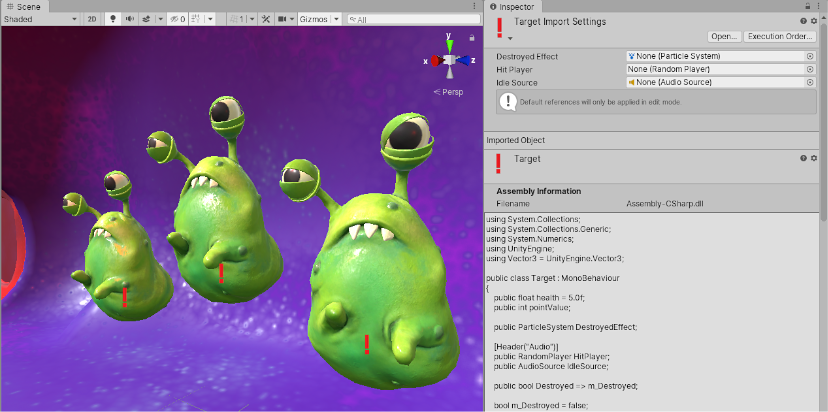 Scene
Inspector
Shaded
2D
0
1
Gizmos
All
y
x
z
Persp
Target Import Settings
Open...
Execution Order...
Destroyed Effect
None (Particle System)
Hit Player
None (Random Player)
Idle Source
None (Audio Source)
Default references will only be applied in edit mode.
Imported Object
Target
Assembly Information
Filename
Assembly-CSharp.dll
using System.Collections;
using System.Collections.Generic;
using System.Numerics;
using UnityEngine;
using Vector3 = UnityEngine.Vector3;
public class Target : MonoBehaviour
{
public float health = 5.0f;
public int pointValue;
public ParticleSystem DestroyedEffect;
[Header("Audio")]
public RandomPlayer HitPlayer;
public AudioSource IdleSource;
public bool Destroyed => m_Destroyed;
bool m_Destroyed = false;